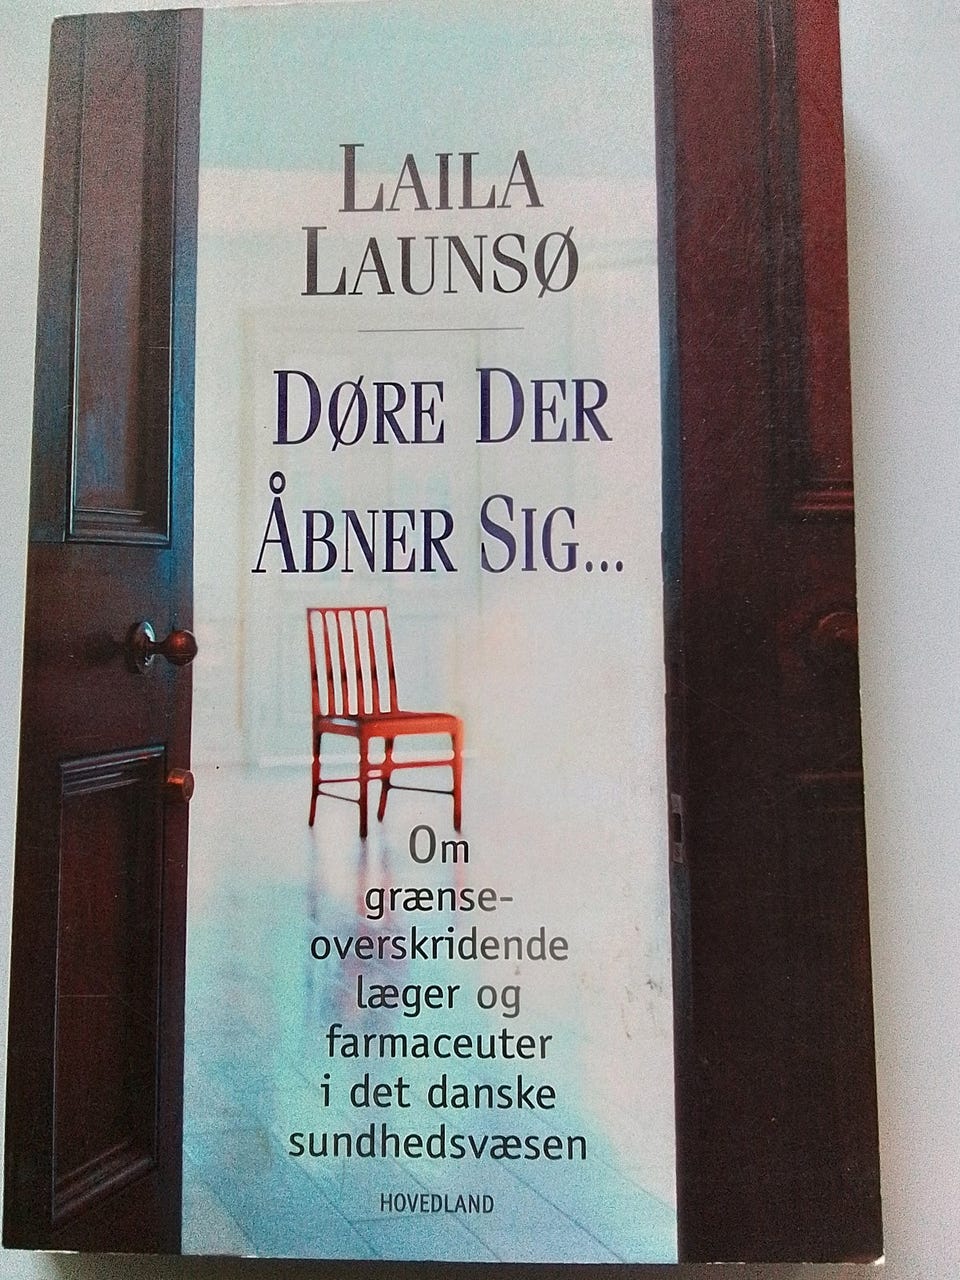 LAILA
LAUNSØ
DØRE DER
ÅBNER SIG...
Om
grænse-
overskridende
læger og
farmaceuter
i det danske
sundhedsvæsen
HOVEDLAND